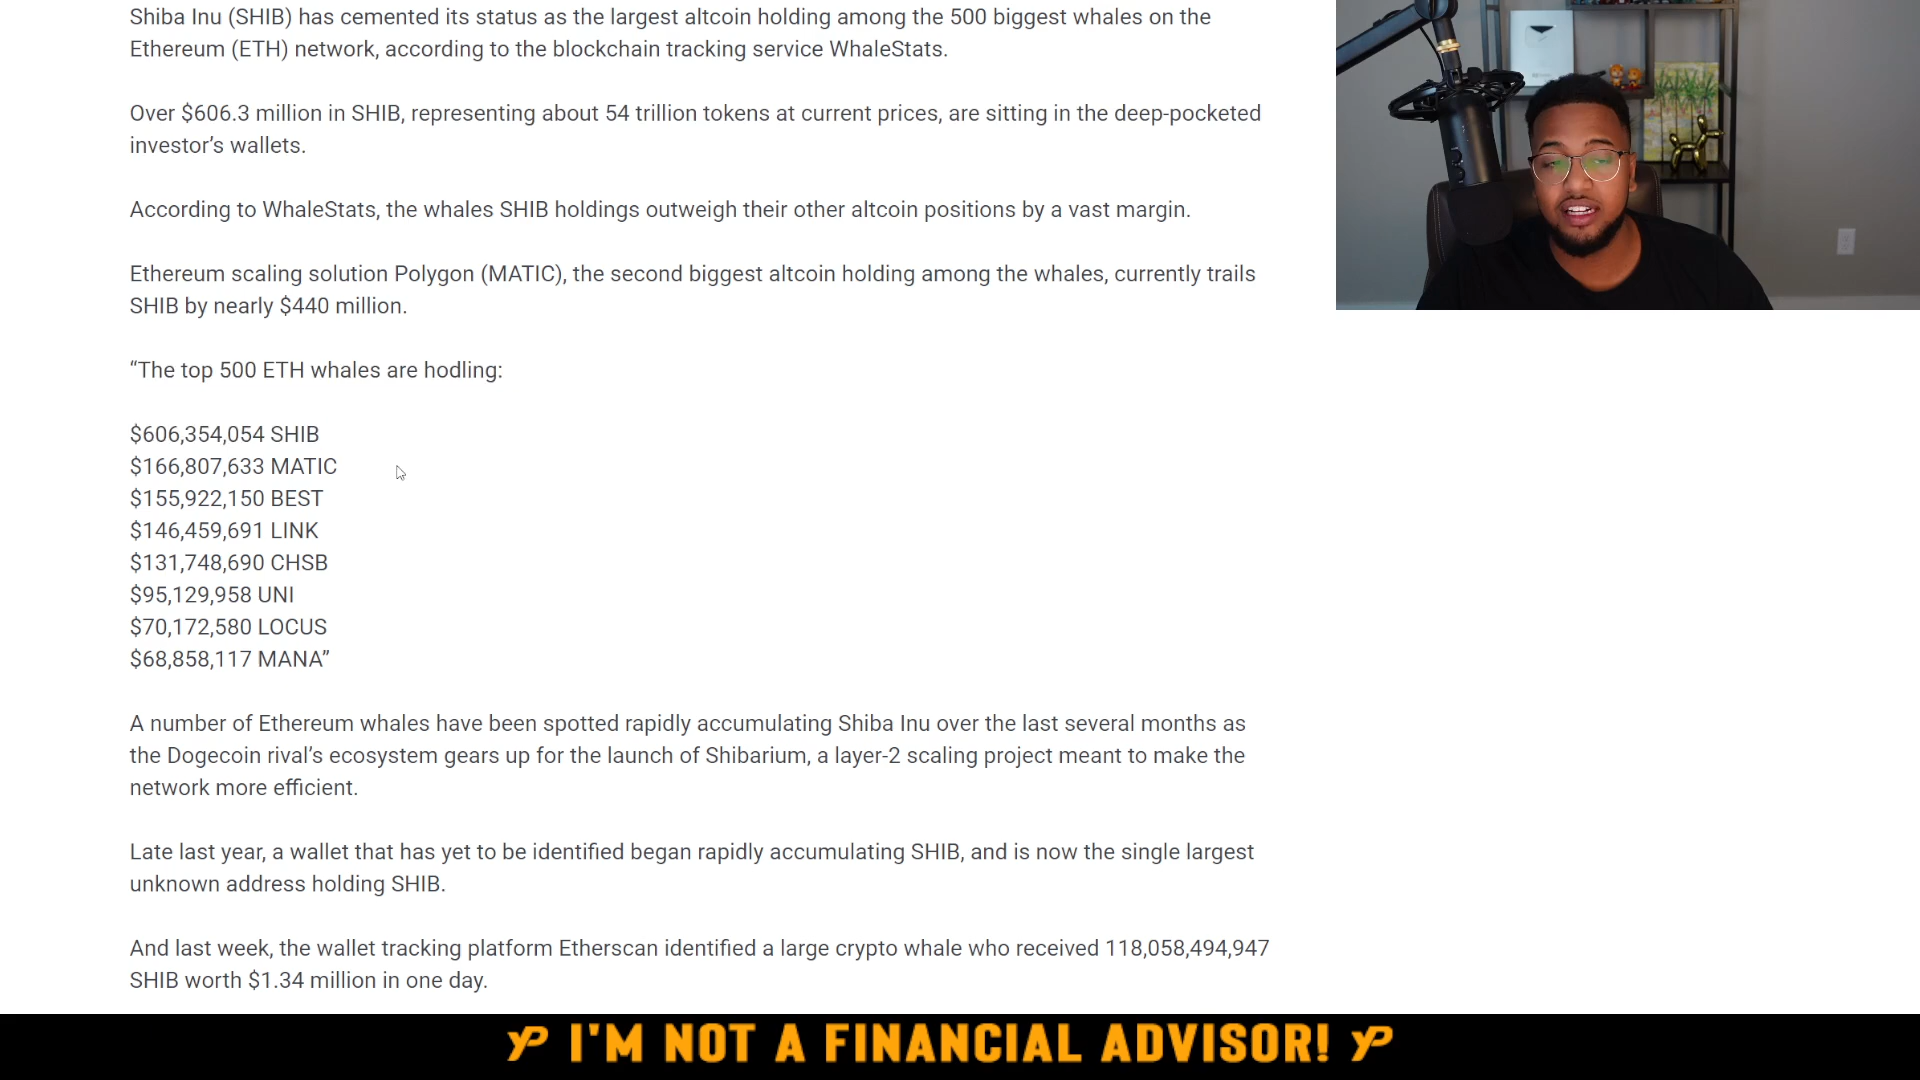 Shiba Inu (SHIB) has cemented its status as the largest altcoin holding among the 500 biggest whales on the
Ethereum (ETH) network, according to the blockchain tracking service WhaleStats.
Over $606.3 million in SHIB, representing about 54 trillion tokens at current prices, are sitting in the deep-pocketed
investor’s wallets.
According to WhaleStats, the whales SHIB holdings outweigh their other altcoin positions by a vast margin.
Ethereum scaling solution Polygon (MATIC), the second biggest altcoin holding among the whales, currently trails
SHIB by nearly $440 million.
“The top 500 ETH whales are hodling:
$606,354,054 SHIB
$166,807,633 MATIC
$155,922,150 BEST
$146,459,691 LINK
$131,748,690 CHSB
$95,129,958 UNI
$70,172,580 LOCUS
$68,858,117 MANA”
A number of Ethereum whales have been spotted rapidly accumulating Shiba Inu over the last several months as
the Dogecoin rival’s ecosystem gears up for the launch of Shibarium, a layer-2 scaling project meant to make the
network more efficient.
Late last year, a wallet that has yet to be identified began rapidly accumulating SHIB, and is now the single largest
unknown address holding SHIB.
And last week, the wallet tracking platform Etherscan identified a large crypto whale who received 118,058,494,947
SHIB worth $1.34 million in one day.
YP I'M NOT A FINANCIAL ADVISOR! YP